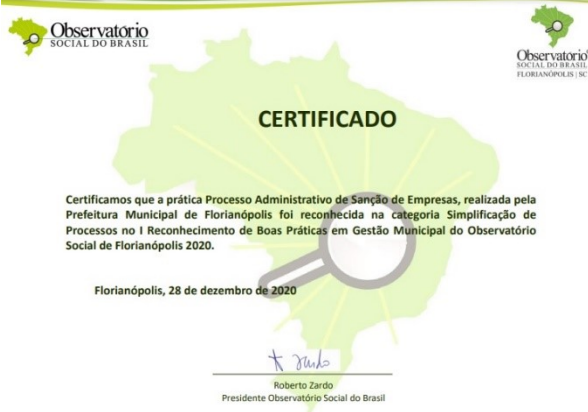 Observatório
SOCIAL DO BRASIL
Observatório
SOCIAL DO BRASIL
FLORIANÓPOLIS | SC
CERTIFICADO
Certificamos que a prática Processo Administrativo de Sanção de Empresas, realizada pela
Prefeitura Municipal de Florianópolis foi reconhecida na categoria Simplificação de
Processos no I Reconhecimento de Boas Práticas em Gestão Municipal do Observatório
Social de Florianópolis 2020.
Florianópolis, 28 de dezembro de 2020
Roberto Zardo
Presidente Observatório Social do Brasil